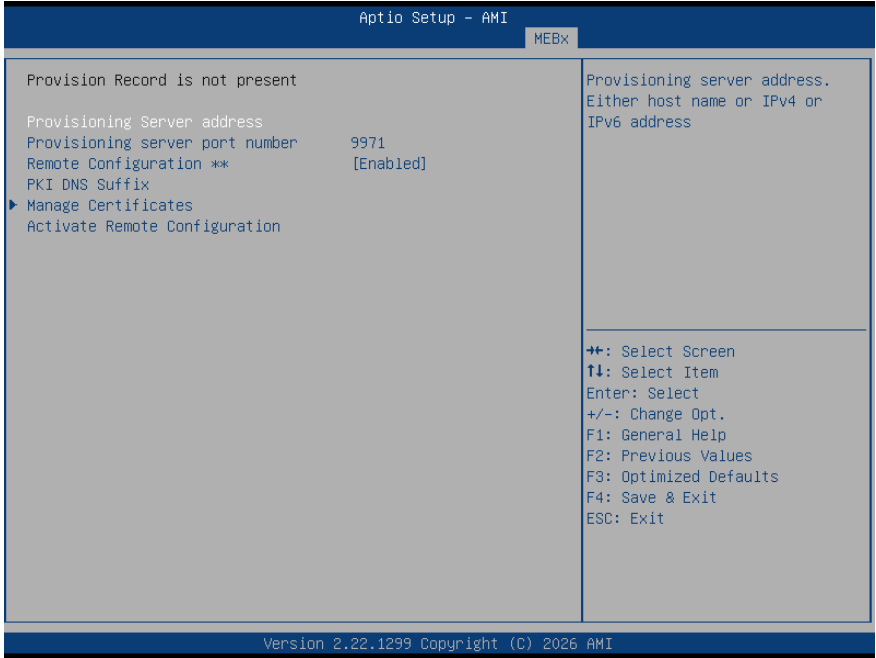 Aptio Setup – AMI
MEBx
Provision Record is not present
Provisioning Server address
Provisioning server port number 9971
Remote Configuration ** [Enabled]
PKI DNS Suffix
▶ Manage Certificates
Activate Remote Configuration
Provisioning server address.
Either host name or IPv4 or
IPv6 address
→←: Select Screen
↑↓: Select Item
Enter: Select
+/-: Change Opt.
F1: General Help
F2: Previous Values
F3: Optimized Defaults
F4: Save & Exit
ESC: Exit
Version 2.22.1299 Copyright (C) 2026 AMI